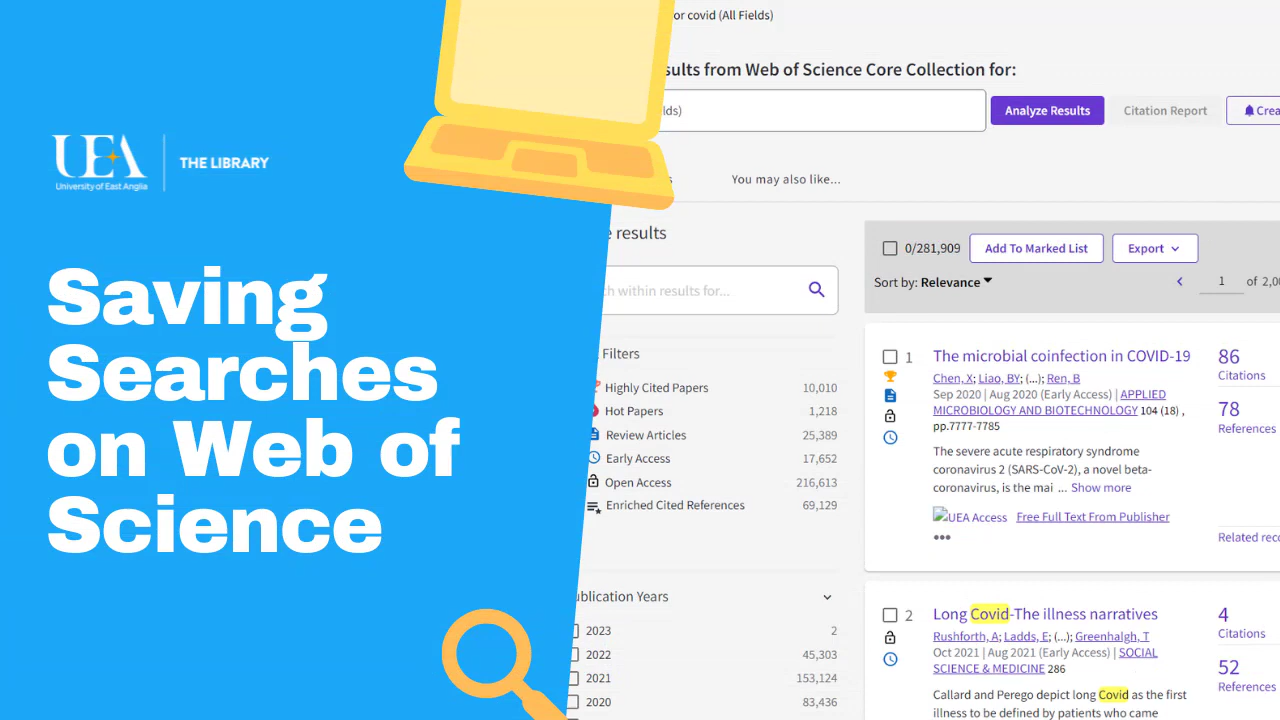 UEA
University of East Anglia
THE LIBRARY
Saving
Searches
on Web of
Science
or covid (All Fields)
sults from Web of Science Core Collection for:
lds)
Analyze Results
Citation Report
Crea
You may also like...
e results
ch within results for...
Filters
Highly Cited Papers 10,010
Hot Papers 1,218
Review Articles 25,389
Early Access 17,652
Open Access 216,613
Enriched Cited References 69,129
ublication Years
2023 2
2022 45,303
2021 153,124
2020 83,436
0/281,909
Add To Marked List
Export
Sort by: Relevance
1 of 2,00
1 The microbial coinfection in COVID-19
Chen, X; Liao, BY; (...); Ren, B
Sep 2020 | Aug 2020 (Early Access) | APPLIED
MICROBIOLOGY AND BIOTECHNOLOGY 104 (18) ,
pp.7777-7785
The severe acute respiratory syndrome
coronavirus 2 (SARS-CoV-2), a novel beta-
coronavirus, is the mai ... Show more
UEA Access Free Full Text From Publisher
86
Citations
78
References
Related reco
2 Long Covid-The illness narratives
Rushforth, A; Ladds, E; (...); Greenhalgh, T
Oct 2021 | Aug 2021 (Early Access) | SOCIAL
SCIENCE & MEDICINE 286
Callard and Perego depict long Covid as the first
illness to be defined by patients who came
4
Citations
52
References